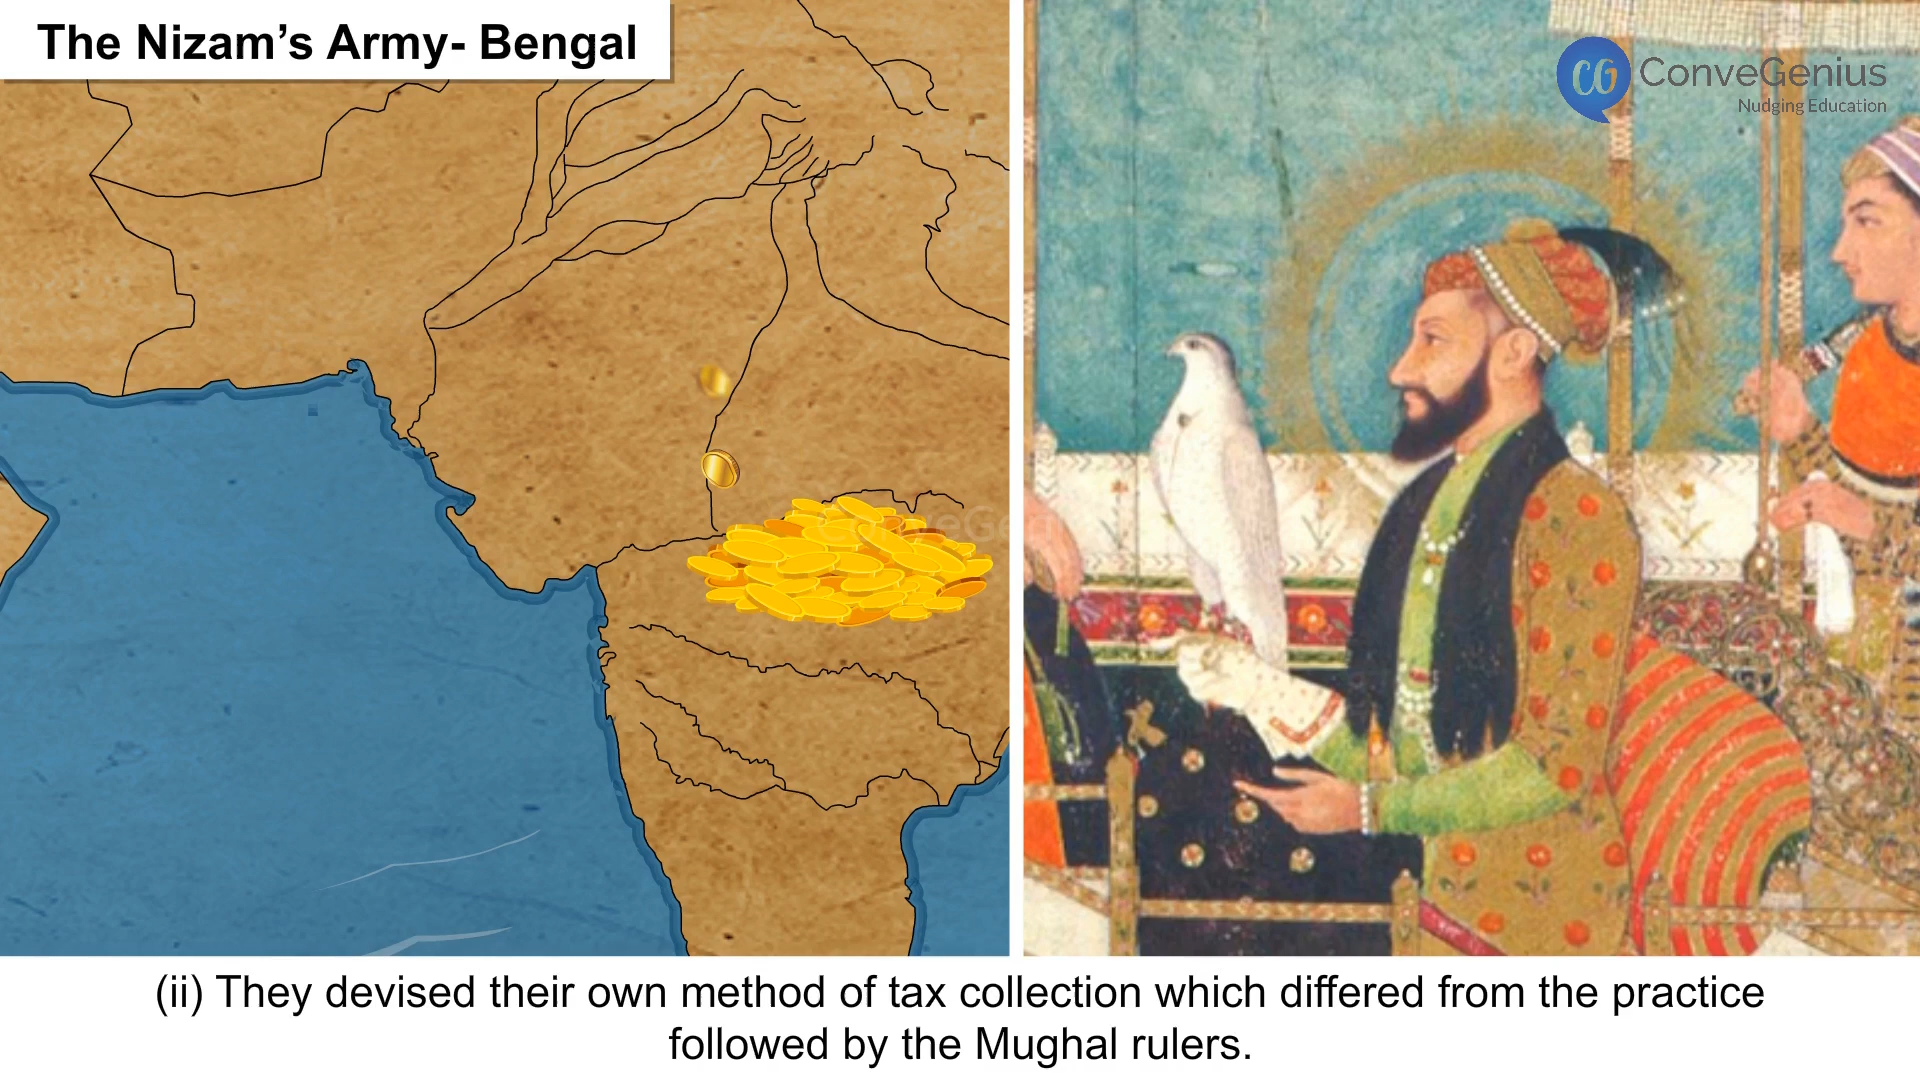 The Nizam’s Army- Bengal
CG ConveGenius
Nudging Education
(ii) They devised their own method of tax collection which differed from the practice
followed by the Mughal rulers.